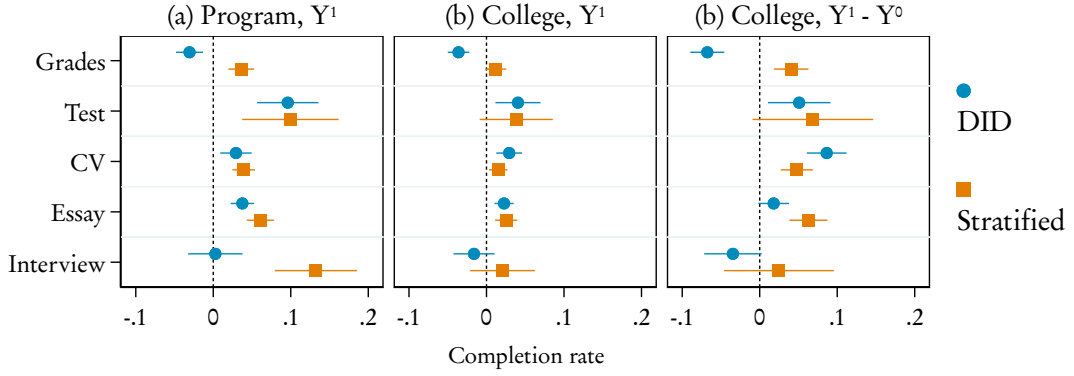 (a) Program, Y¹
(b) College, Y¹
(b) College, Y¹ - Y⁰
Grades
Test
CV
Essay
Interview
-.1 0 .1 .2
-.1 0 .1 .2
-.1 0 .1 .2
Completion rate
DID
Stratified